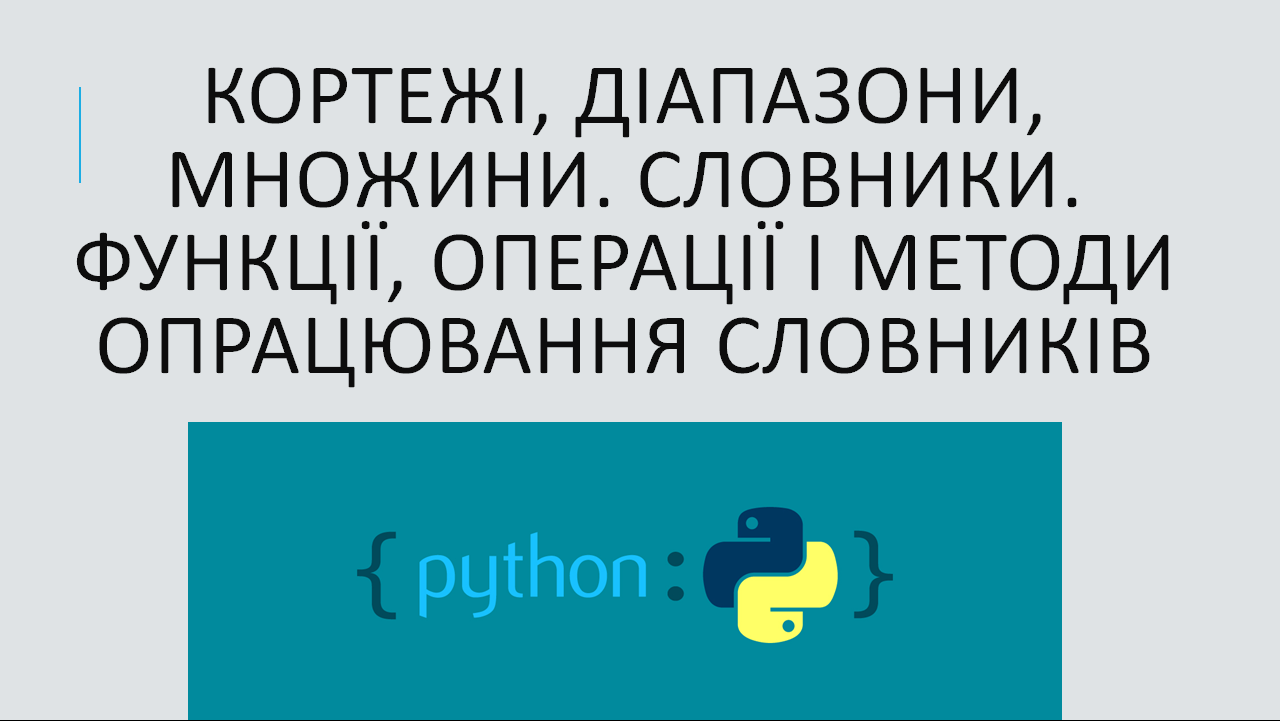 КОРТЕЖІ, ДІАПАЗОНИ,
МНОЖИНИ. СЛОВНИКИ.
ФУНКЦІЇ, ОПЕРАЦІЇ І МЕТОДИ
ОПРАЦЮВАННЯ СЛОВНИКІВ
{ python : }